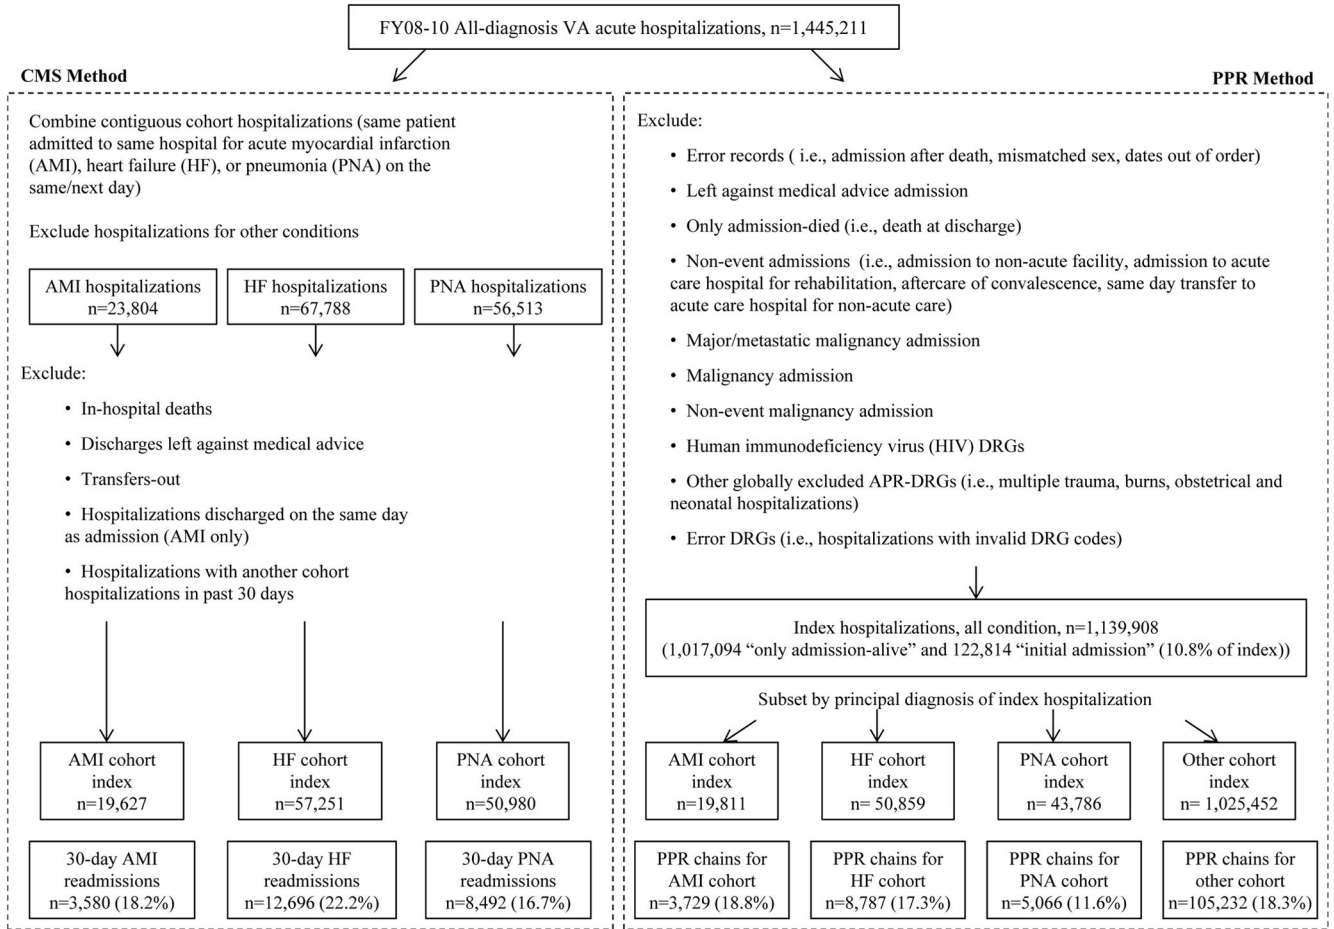 FY08-10 All-diagnosis VA acute hospitalizations, n=1,445,211
CMS Method
Combine contiguous cohort hospitalizations (same patient
admitted to same hospital for acute myocardial infarction
(AMI), heart failure (HF), or pneumonia (PNA) on the
same/next day)
Exclude hospitalizations for other conditions
AMI hospitalizations
n=23,804
HF hospitalizations
n=67,788
PNA hospitalizations
n=56,513
Exclude:
• In-hospital deaths
• Discharges left against medical advice
• Transfers-out
• Hospitalizations discharged on the same day
as admission (AMI only)
• Hospitalizations with another cohort
hospitalizations in past 30 days
AMI cohort
index
n=19,627
HF cohort
index
n=57,251
PNA cohort
index
n=50,980
30-day AMI
readmissions
n=3,580 (18.2%)
30-day HF
readmissions
n=12,696 (22.2%)
30-day PNA
readmissions
n=8,492 (16.7%)
PPR Method
Exclude:
• Error records ( i.e., admission after death, mismatched sex, dates out of order)
• Left against medical advice admission
• Only admission-died (i.e., death at discharge)
• Non-event admissions  (i.e., admission to non-acute facility, admission to acute
care hospital for rehabilitation, aftercare of convalescence, same day transfer to
acute care hospital for non-acute care)
• Major/metastatic malignancy admission
• Malignancy admission
• Non-event malignancy admission
• Human immunodeficiency virus (HIV) DRGs
• Other globally excluded APR-DRGs (i.e., multiple trauma, burns, obstetrical and
neonatal hospitalizations)
• Error DRGs (i.e., hospitalizations with invalid DRG codes)
Index hospitalizations, all condition, n=1,139,908
(1,017,094 “only admission-alive” and 122,814 “initial admission” (10.8% of index))
Subset by principal diagnosis of index hospitalization
AMI cohort
index
n=19,811
HF cohort
index
n= 50,859
PNA cohort
index
n= 43,786
Other cohort
index
n= 1,025,452
PPR chains for
AMI cohort
n=3,729 (18.8%)
PPR chains for
HF cohort
n=8,787 (17.3%)
PPR chains for
PNA cohort
n=5,066 (11.6%)
PPR chains for
other cohort
n=105,232 (18.3%)